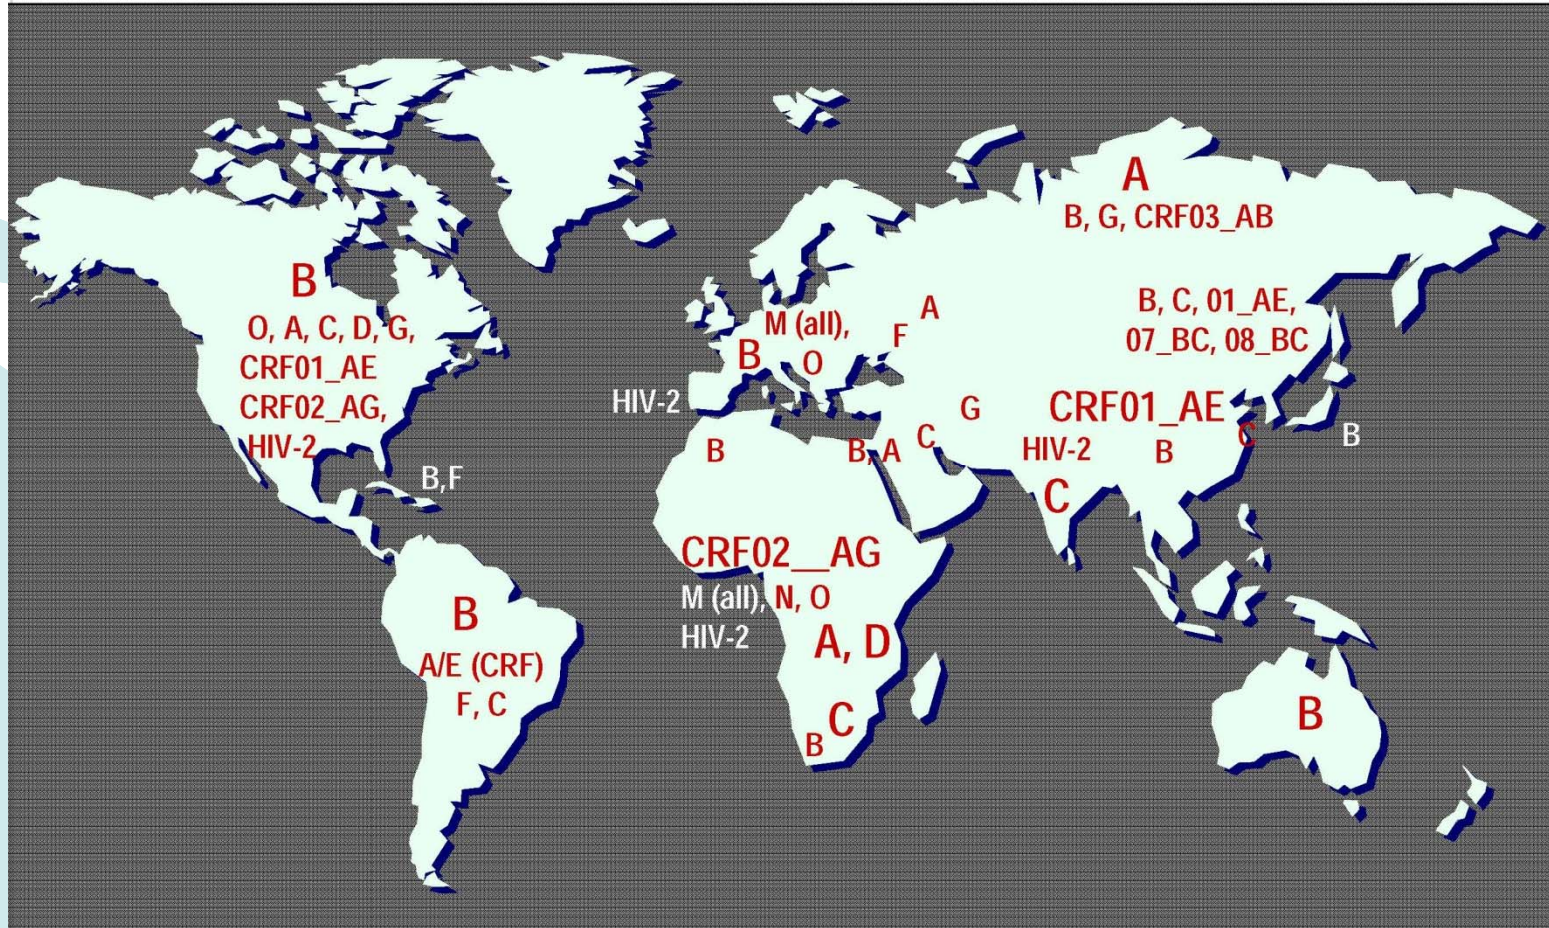 A
B, G, CRF03_AB
B
O, A, C, D, G,
CRF01_AE
CRF02_AG,
HIV-2
B,F
B
A/E (CRF)
F, C
M (all),
B
O
HIV-2
A
F
G
C
B
B, A
B, C, 01_AE,
07_BC, 08_BC
CRF01_AE
HIV-2
B
C
B
C
CRF02__AG
M (all), N, O
HIV-2
A, D
C
B
B